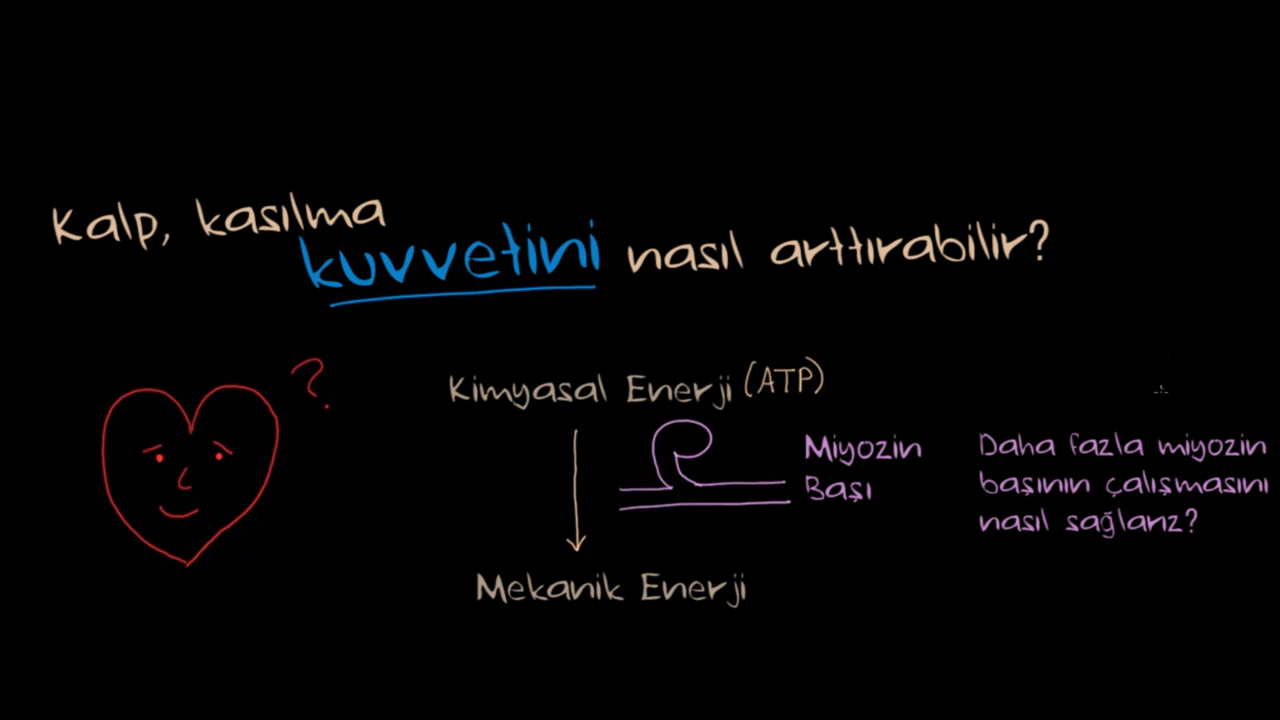 Kalp, kasılma
kuvvetini nasıl arttırabilir?
?
Kimyasal Enerji (ATP)
Miyozin
Başı
Daha fazla miyozin
başının çalışmasını
nasıl sağlarız?
Mekanik Enerji